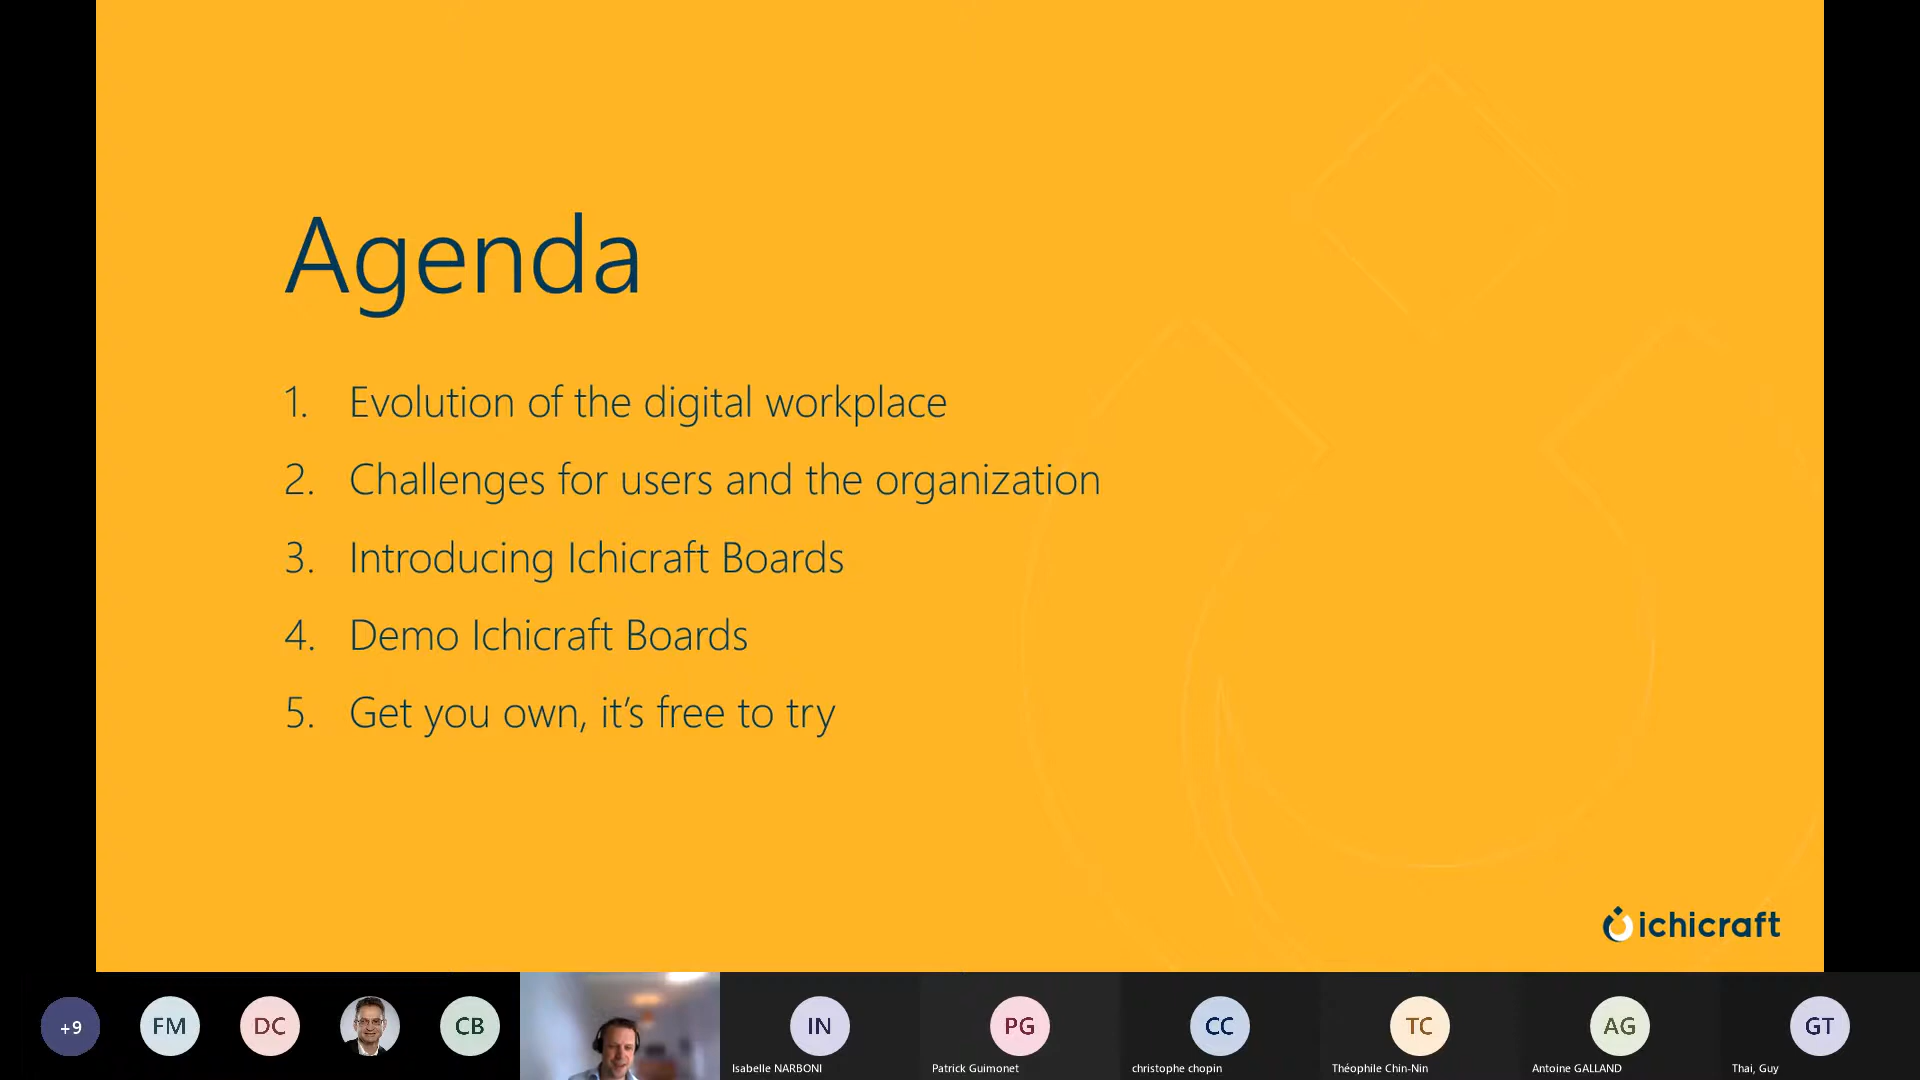 Agenda
1. Evolution of the digital workplace
2. Challenges for users and the organization
3. Introducing Ichicraft Boards
4. Demo Ichicraft Boards
5. Get you own, it’s free to try
ichicraft
+9
FM
DC
CB
IN
PG
CC
TC
AG
GT
Isabelle NARBONI
Patrick Guimonet
christophe chopin
Théophile Chin-Nin
Antoine GALLAND
Thai, Guy